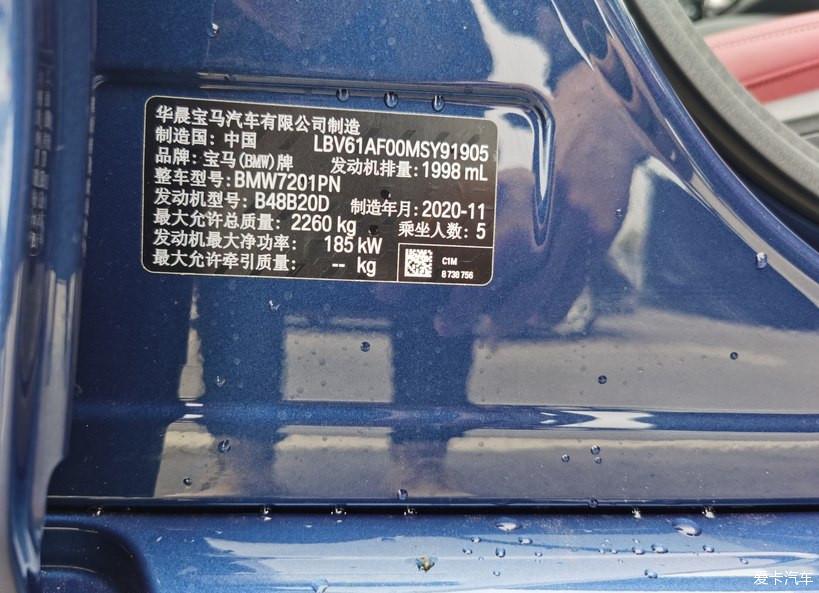 华晨宝马汽车有限公司制造
制造国：中国 LBV61AF00MSY91905
品牌：宝马(BMW)牌 发动机排量：1998 mL
整车型号：BMW7201PN
发动机型号：B48B20D 制造年月：2020-11
最大允许总质量： 2260 kg 乘坐人数：5
发动机最大净功率： 185 kW
最大允许牵引质量： -- kg
C1M
8 738 756
爱卡汽车